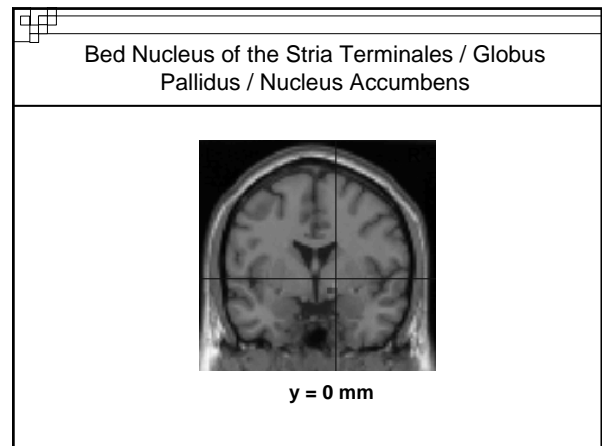 Bed Nucleus of the Stria Terminales / Globus
Pallidus / Nucleus Accumbens
y = 0 mm